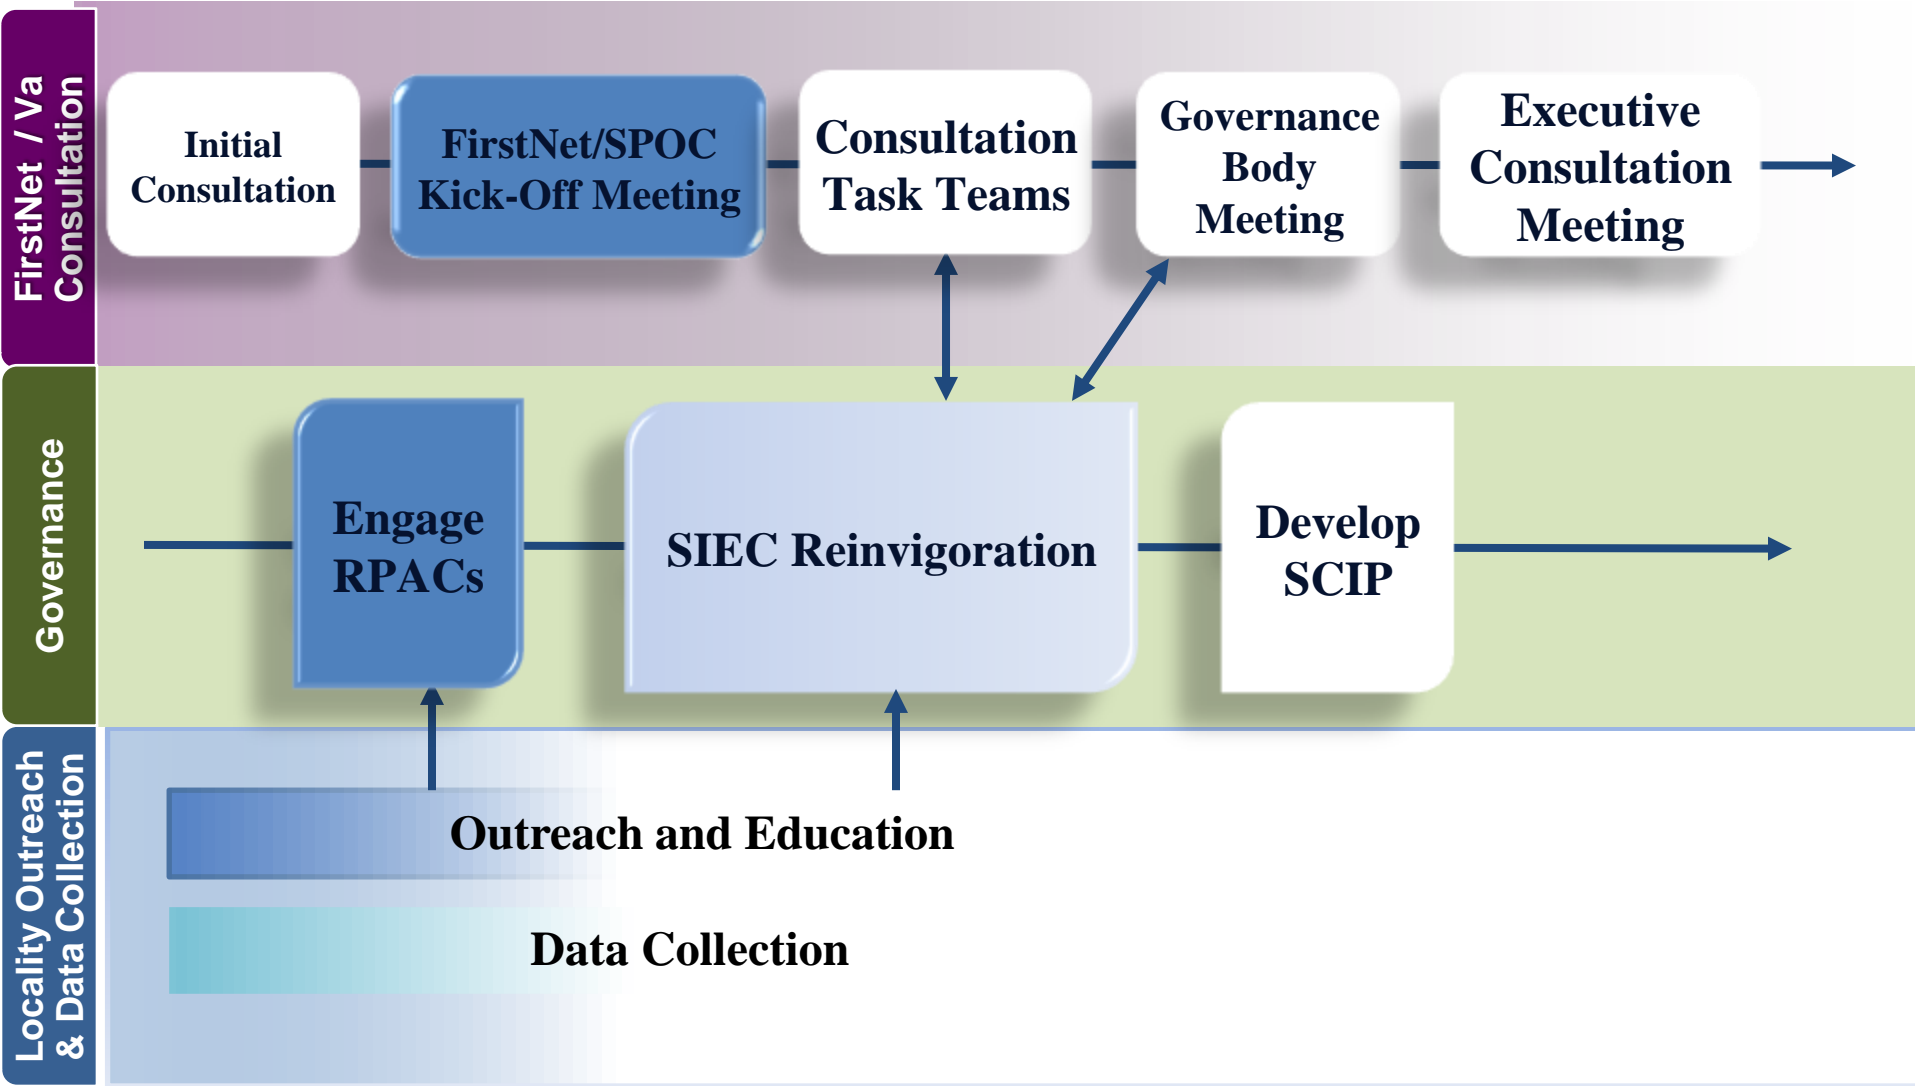 FirstNet / Va
Consultation
Initial
Consultation
FirstNet/SPOC
Kick-Off Meeting
Consultation
Task Teams
Governance
Body
Meeting
Executive
Consultation
Meeting
Governance
Engage
RPACs
SIEC Reinvigoration
Develop
SCIP
Locality Outreach
& Data Collection
Outreach and Education
Data Collection